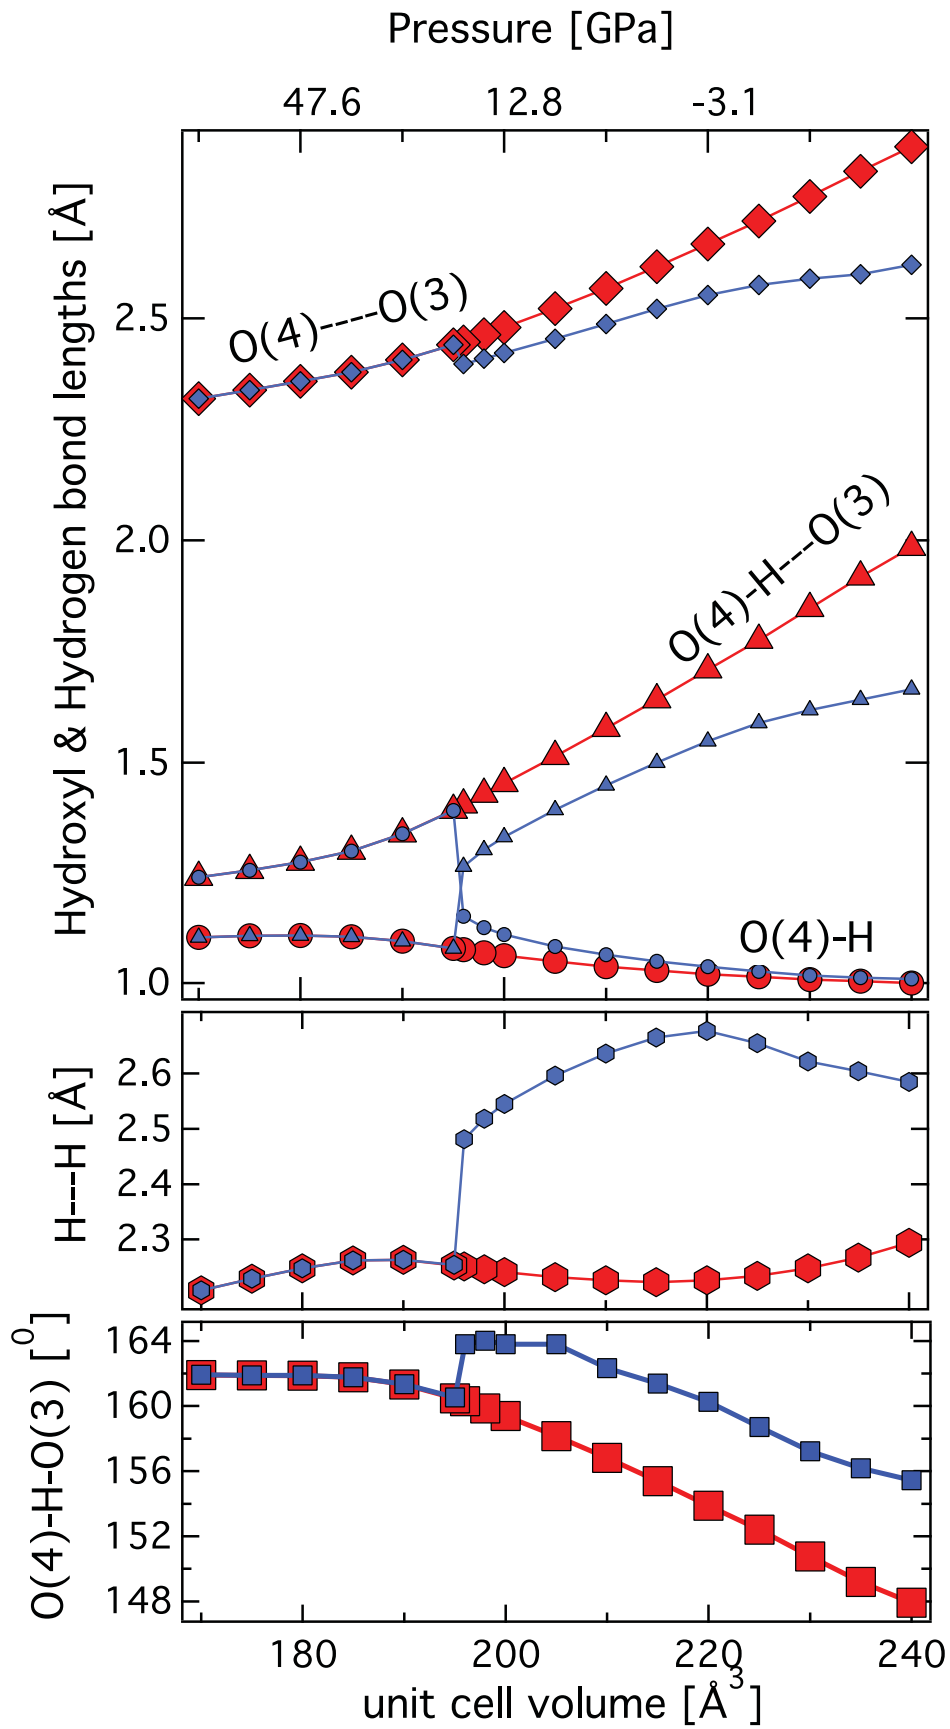 Pressure [GPa]
47.6 12.8 -3.1
Hydroxyl & Hydrogen bond lengths [Å]
2.5
2.0
1.5
1.0
O(4)----O(3)
O(4)-H---O(3)
O(4)-H
H---H [Å]
2.6
2.5
2.4
2.3
O(4)-H-O(3) [⁰]
164
160
156
152
148
180 200 220 240
unit cell volume [Å³]